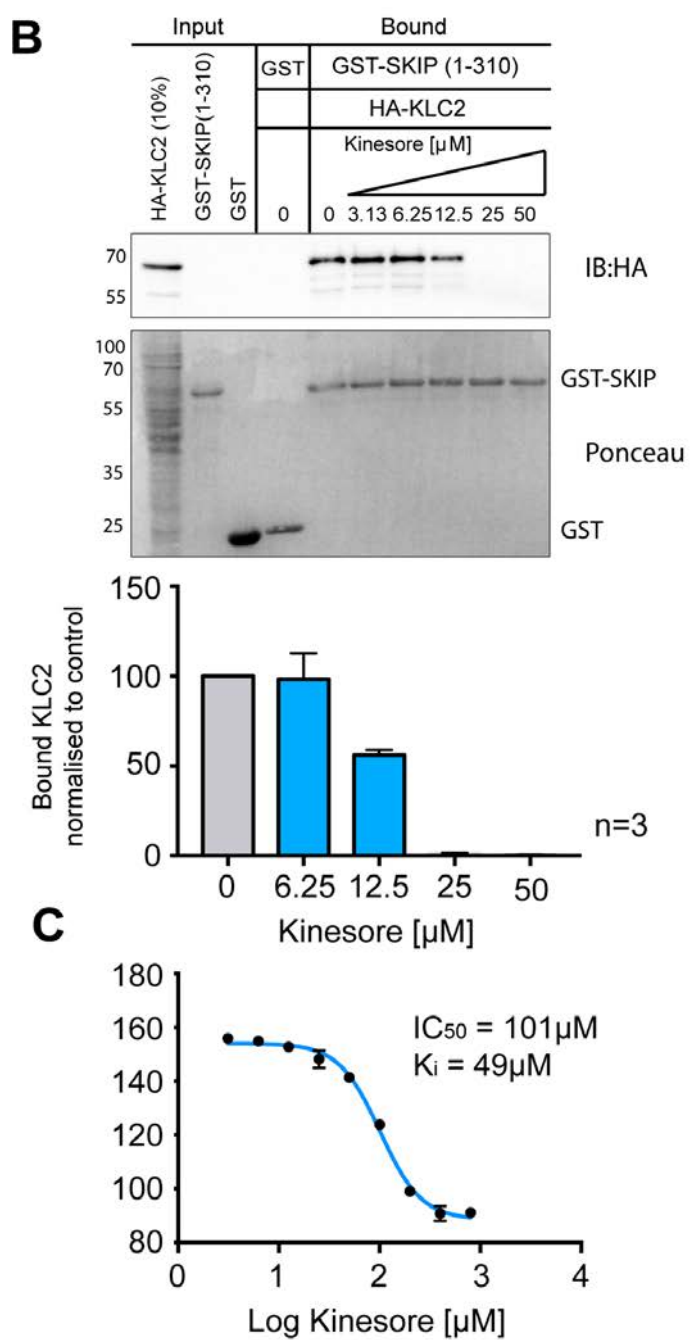 B
Input
Bound
HA-KLC2 (10%)
GST-SKIP(1-310)
GST
GST
GST-SKIP (1-310)
HA-KLC2
Kinesore [µM]
0
0
3.13
6.25
12.5
25
50
70
55
IB:HA
100
70
55
35
25
GST-SKIP
Ponceau
GST
150
100
50
0
Bound KLC2
normalised to control
n=3
0
6.25
12.5
25
50
Kinesore [µM]
C
180
160
140
120
100
80
IC50 = 101µM
Ki = 49µM
0
1
2
3
4
Log Kinesore [µM]